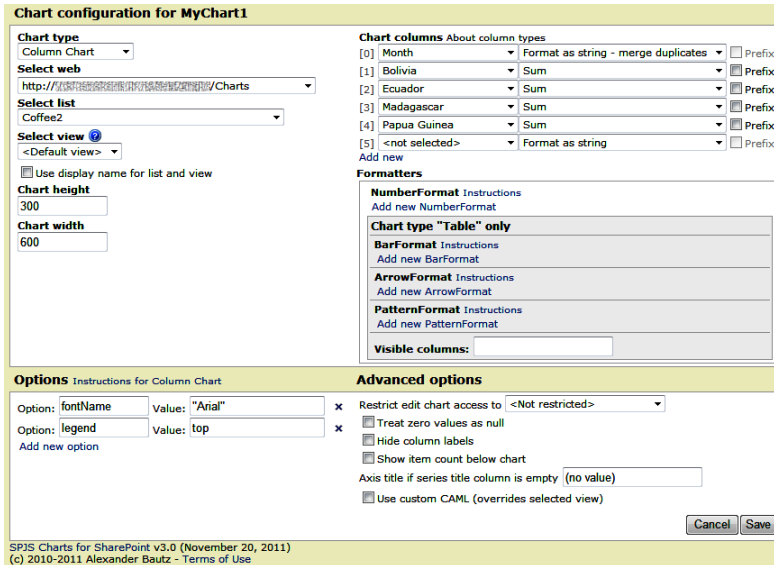 Chart configuration for MyChart1
Chart type
Column Chart
Select web
http:// /Charts
Select list
Coffee2
Select view
<Default view>
Use display name for list and view
Chart height
300
Chart width
600
Chart columns About column types
[0] Month Format as string - merge duplicates Prefix
[1] Bolivia Sum Prefix
[2] Ecuador Sum Prefix
[3] Madagascar Sum Prefix
[4] Papua Guinea Sum Prefix
[5] <not selected> Format as string Prefix
Add new
Formatters
NumberFormat Instructions
Add new NumberFormat
Chart type "Table" only
BarFormat Instructions
Add new BarFormat
ArrowFormat Instructions
Add new ArrowFormat
PatternFormat Instructions
Add new PatternFormat
Visible columns:
Options Instructions for Column Chart
Option: fontName Value: "Arial" ×
Option: legend Value: top ×
Add new option
Advanced options
Restrict edit chart access to <Not restricted>
Treat zero values as null
Hide column labels
Show item count below chart
Axis title if series title column is empty (no value)
Use custom CAML (overrides selected view)
Cancel Save
SPJS Charts for SharePoint v3.0 (November 20, 2011)
(c) 2010-2011 Alexander Bautz - Terms of Use